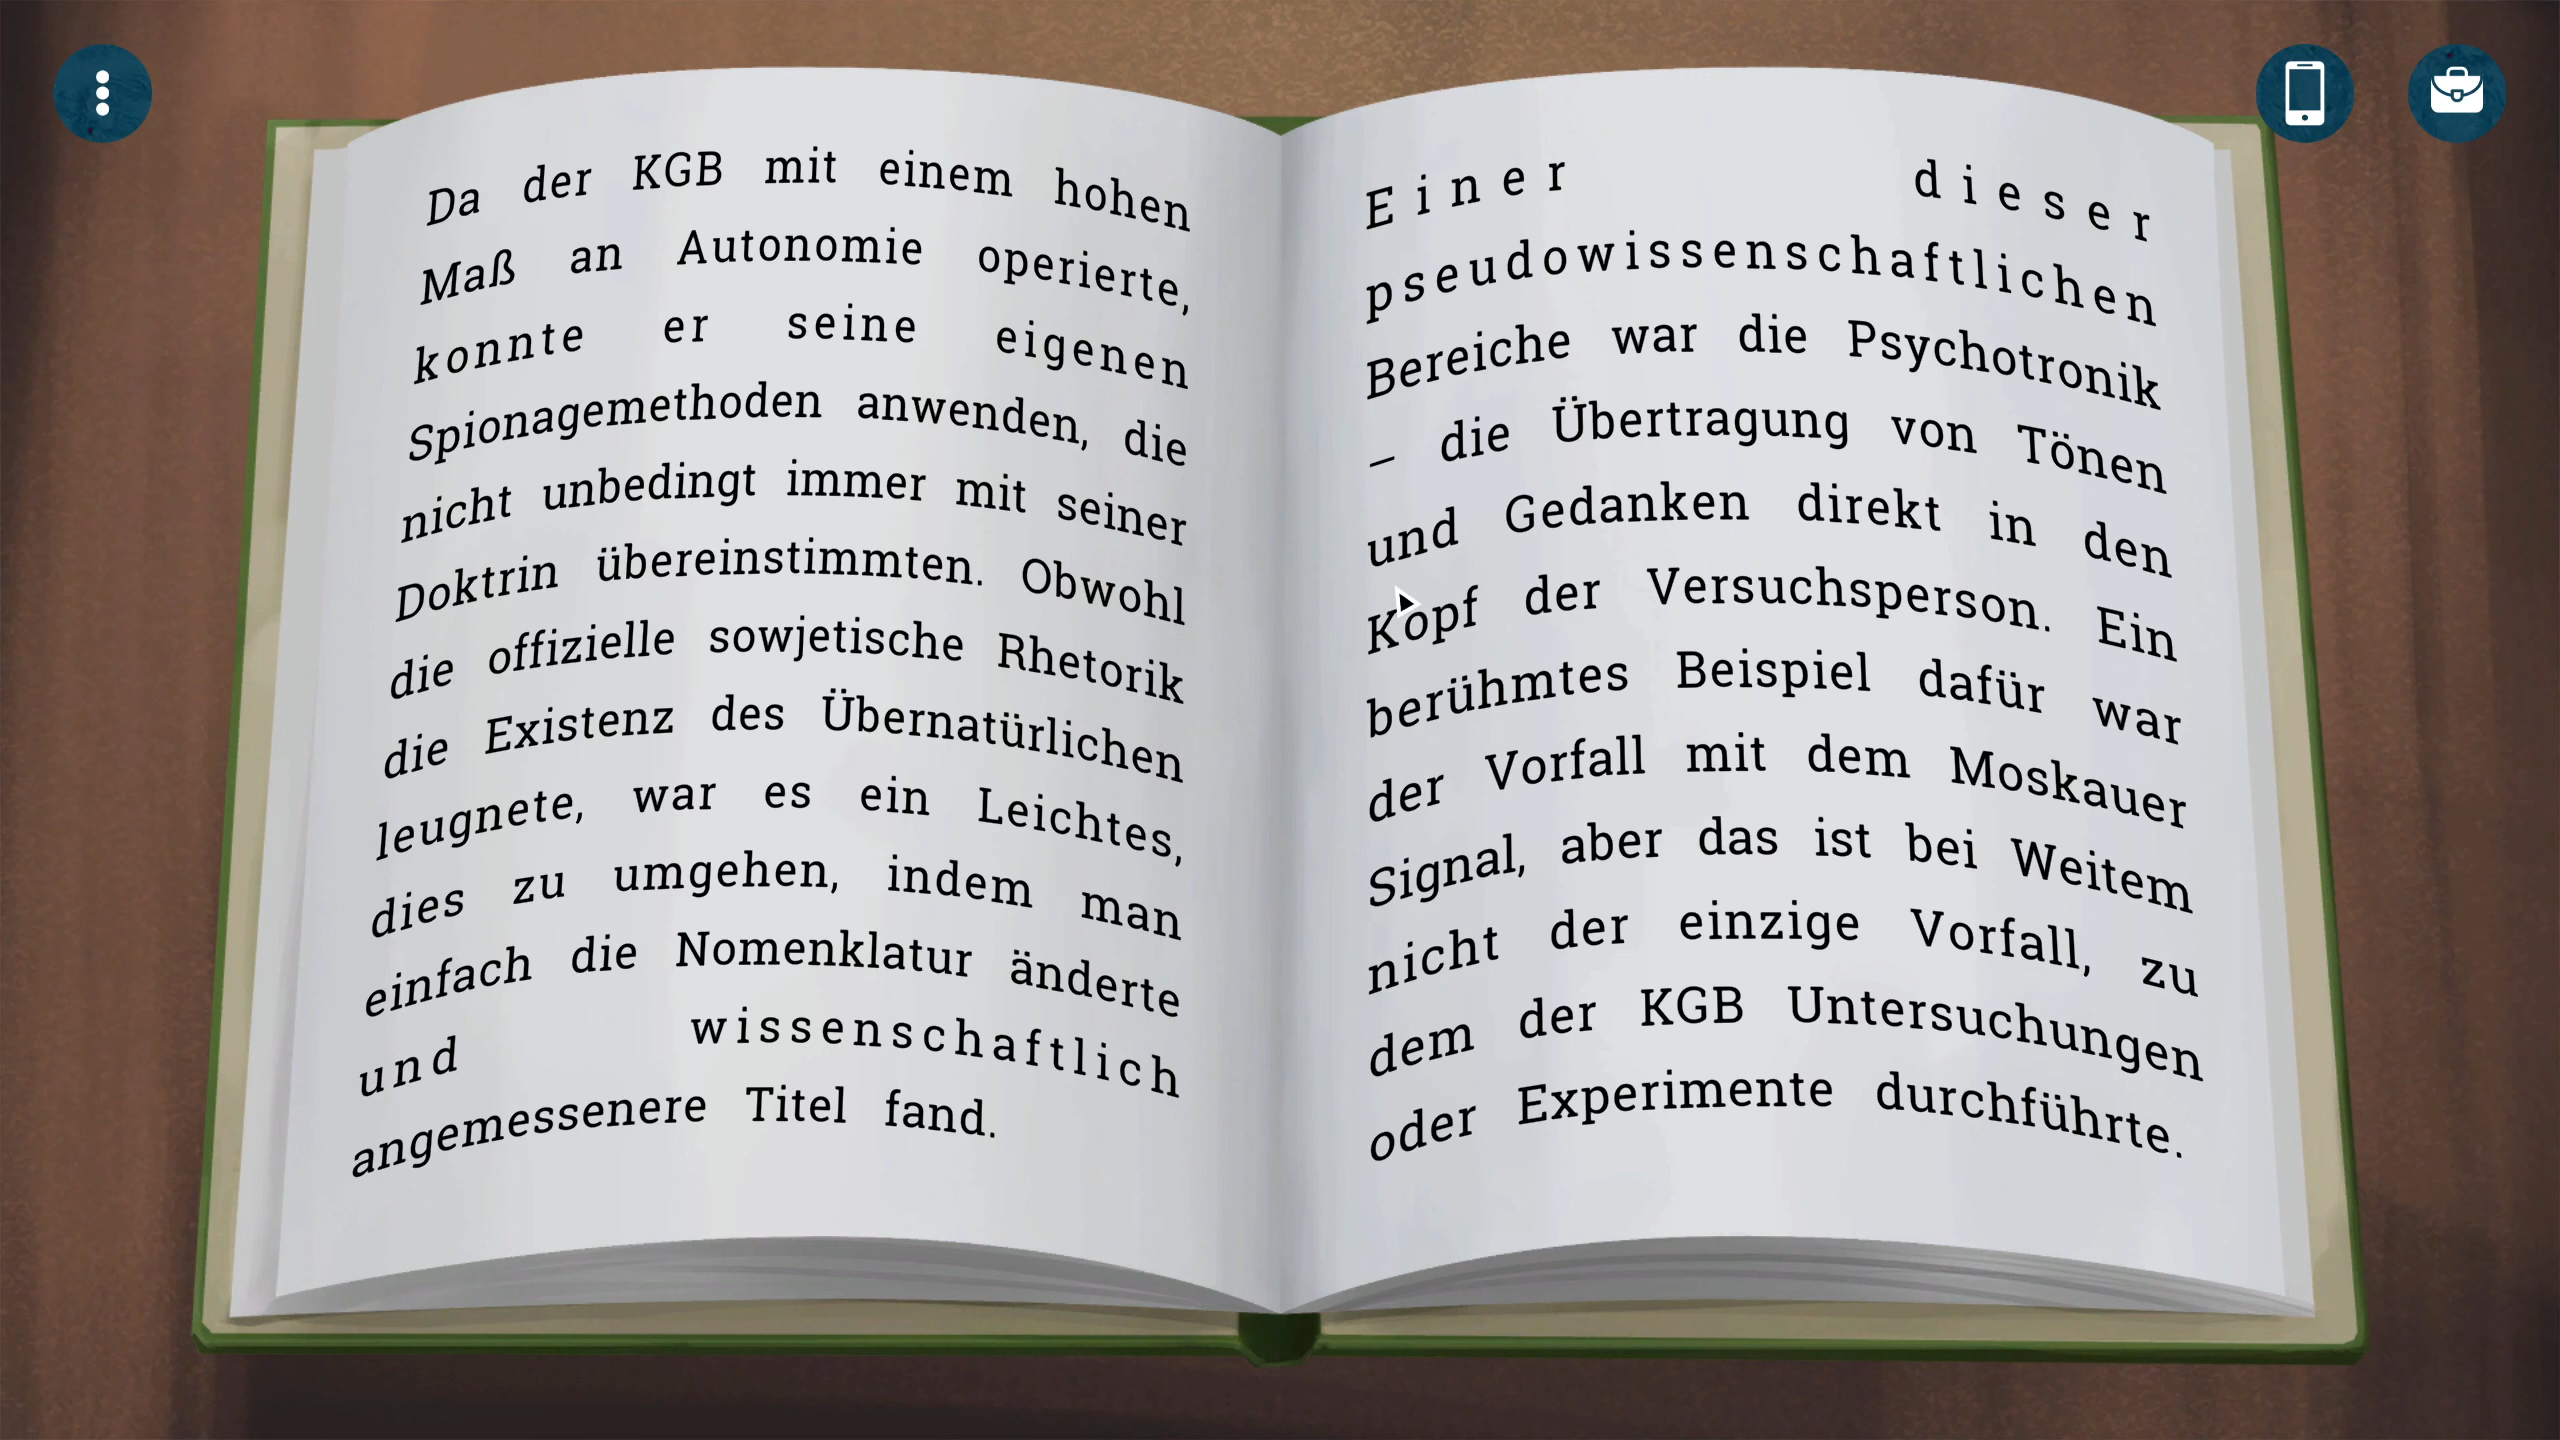 Da der KGB mit einem hohen
Maß an Autonomie operierte,
konnte er seine eigenen
Spionagemethoden anwenden, die
nicht unbedingt immer mit seiner
Doktrin übereinstimmten. Obwohl
die offizielle sowjetische Rhetorik
die Existenz des Übernatürlichen
leugnete, war es ein Leichtes,
dies zu umgehen, indem man
einfach die Nomenklatur änderte
und wissenschaftlich
angemessenere Titel fand.
Einer dieser
pseudowissenschaftlichen
Bereiche war die Psychotronik
– die Übertragung von Tönen
und Gedanken direkt in den
Kopf der Versuchsperson. Ein
berühmtes Beispiel dafür war
der Vorfall mit dem Moskauer
Signal, aber das ist bei Weitem
nicht der einzige Vorfall, zu
dem der KGB Untersuchungen
oder Experimente durchführte.